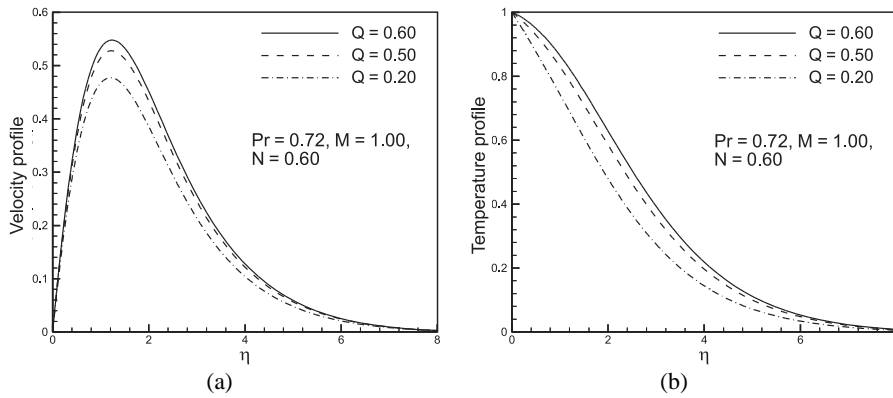 0.6
0.5
0.4
0.3
0.2
0.1
0
0 2 4 6 8
Velocity profile
η
Q = 0.60
Q = 0.50
Q = 0.20
Pr = 0.72, M = 1.00,
N = 0.60
(a)
1
0.8
0.6
0.4
0.2
0
0 2 4 6
Temperature profile
η
Q = 0.60
Q = 0.50
Q = 0.20
Pr = 0.72, M = 1.00,
N = 0.60
(b)